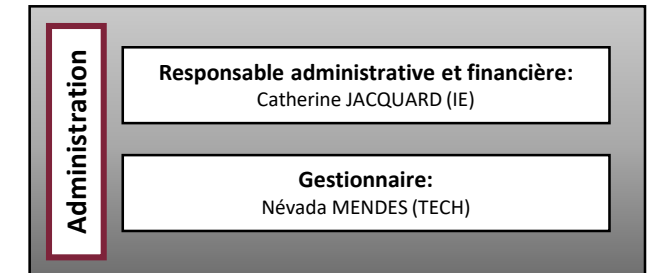 Administration
Responsable administrative et financière:
Catherine JACQUARD (IE)
Gestionnaire:
Névada MENDES (TECH)